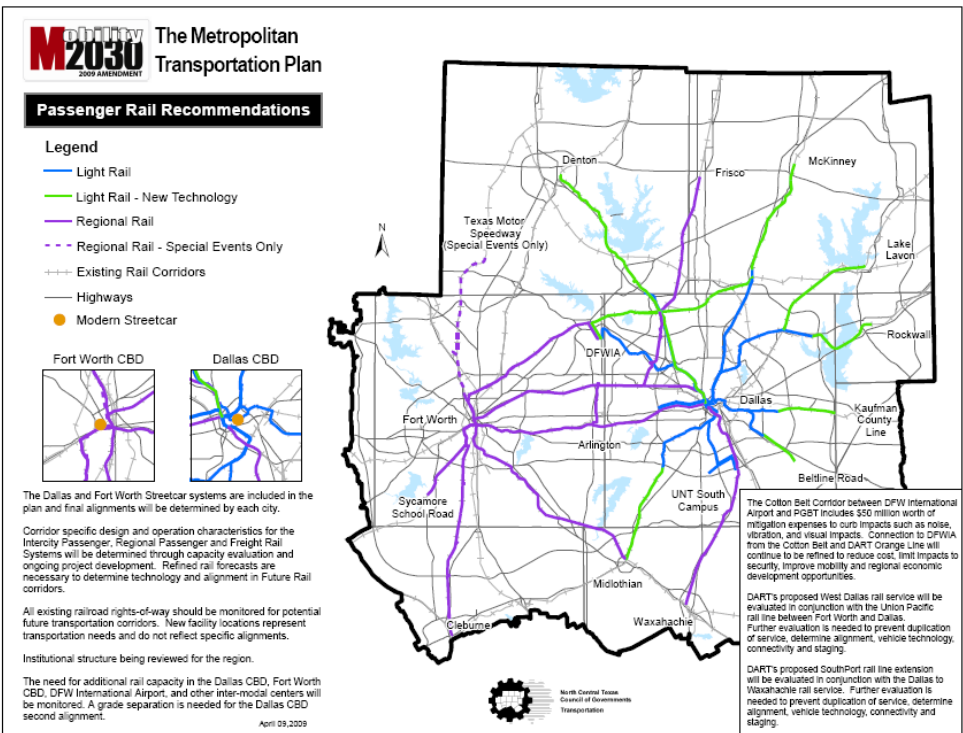 Mobility
M2030
2009 AMENDMENT
The Metropolitan
Transportation Plan
Passenger Rail Recommendations
Legend
Light Rail
Light Rail - New Technology
Regional Rail
Regional Rail - Special Events Only
Existing Rail Corridors
Highways
Modern Streetcar
N
Fort Worth CBD
Dallas CBD
The Dallas and Fort Worth Streetcar systems are included in the
plan and final alignments will be determined by each city.
Corridor specific design and operation characteristics for the
Intercity Passenger, Regional Passenger and Freight Rail
Systems will be determined through capacity evaluation and
ongoing project development. Refined rail forecasts are
necessary to determine technology and alignment in Future Rail
corridors.
All existing railroad rights-of-way should be monitored for potential
future transportation corridors. New facility locations represent
transportation needs and do not reflect specific alignments.
Institutional structure being reviewed for the region.
The need for additional rail capacity in the Dallas CBD, Fort Worth
CBD, DFW International Airport, and other inter-modal centers will
be monitored. A grade separation is needed for the Dallas CBD
second alignment.
April 09,2009
Denton
Frisco
McKinney
Texas Motor
Speedway
(Special Events Only)
Lake
Lavon
Rockwall
DFWIA
Dallas
Kaufman
County
Line
Fort Worth
Arlington
Beltline Road
Sycamore
School Road
UNT South
Campus
Midlothian
Cleburne
Waxahachie
North Central Texas
Council of Governments
Transportation
The Cotton Belt Corridor between DFW International
Airport and PGBT includes $50 million worth of
mitigation expenses to curb impacts such as noise,
vibration, and visual impacts. Connection to DFWIA
from the Cotton Belt and DART Orange Line will
continue to be refined to reduce cost, limit impacts to
security, improve mobility and regional economic
development opportunities.
DART's proposed West Dallas rail service will be
evaluated in conjunction with the Union Pacific
rail line between Fort Worth and Dallas.
Further evaluation is needed to prevent duplication
of service, determine alignment, vehicle technology,
connectivity and staging.
DART's proposed SouthPort rail line extension
will be evaluated in conjunction with the Dallas to
Waxahachie rail service. Further evaluation is
needed to prevent duplication of service, determine
alignment, vehicle technology, connectivity and
staging.